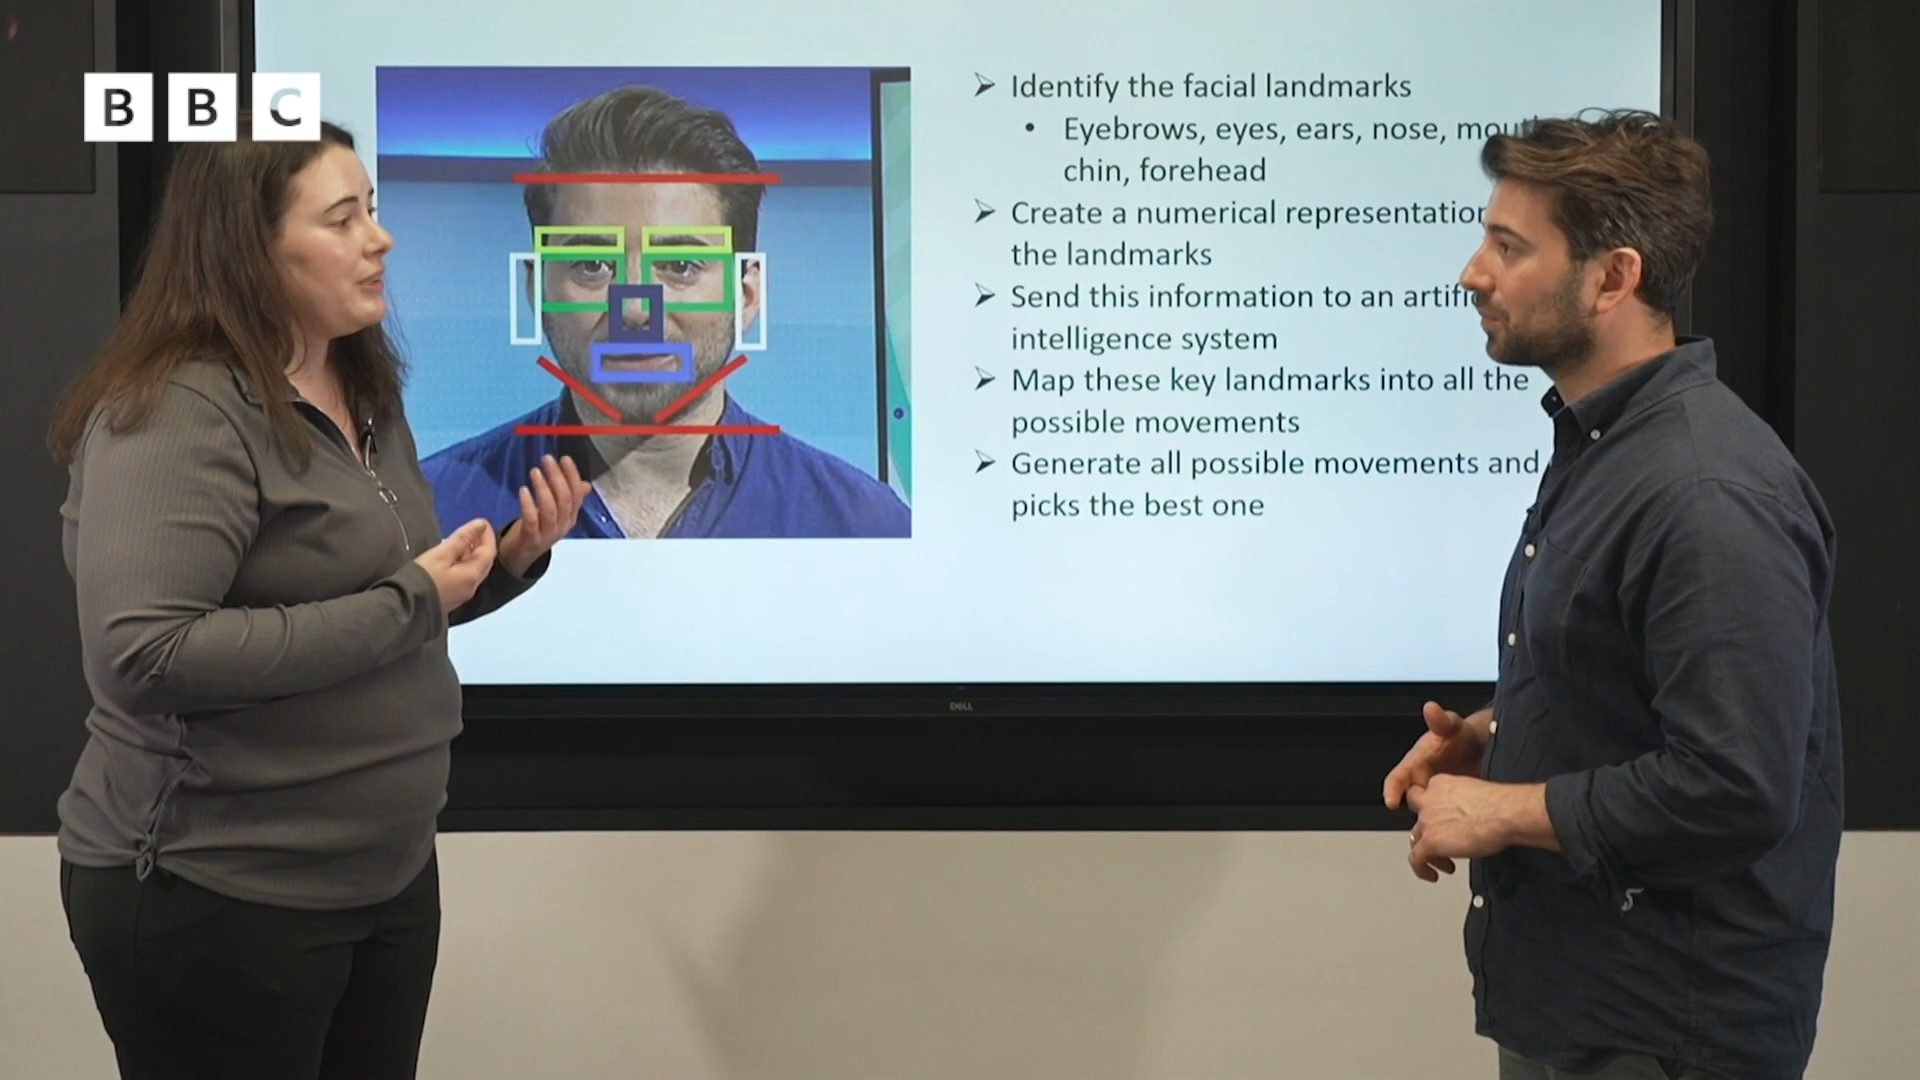 BBC
Identify the facial landmarks
Eyebrows, eyes, ears, nose,
chin, forehead
Create a numerical representation
the landmarks
Send this information to an
intelligence system
Map these key landmarks into all the
possible movements
Generate all possible movements and
picks the best one
DELL